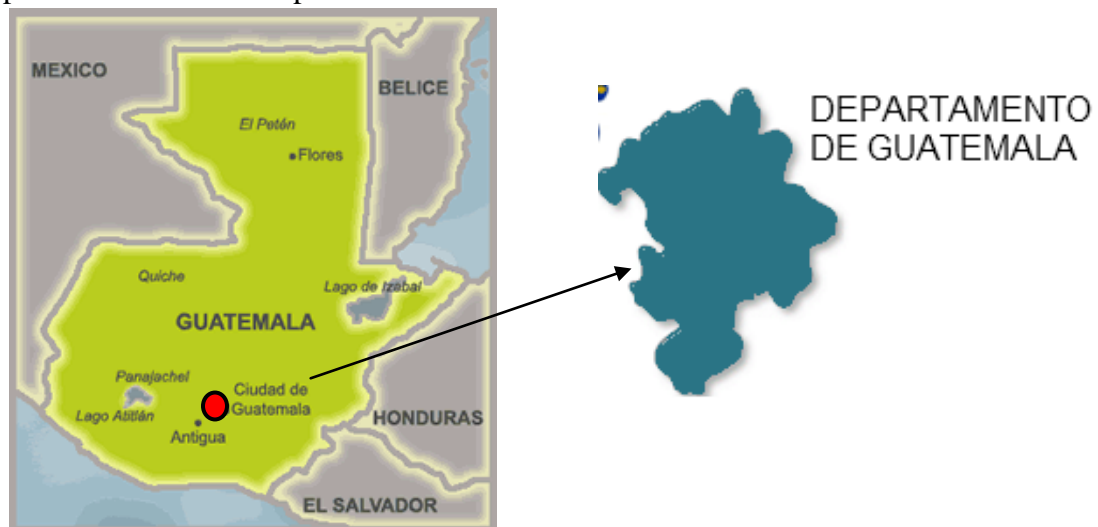 MEXICO
BELICE
El Petén
Flores
Quiche
Lago de Izabal
GUATEMALA
Panajachel
Ciudad de
Guatemala
Lago Atitlán
Antigua
HONDURAS
EL SALVADOR
DEPARTAMENTO
DE GUATEMALA